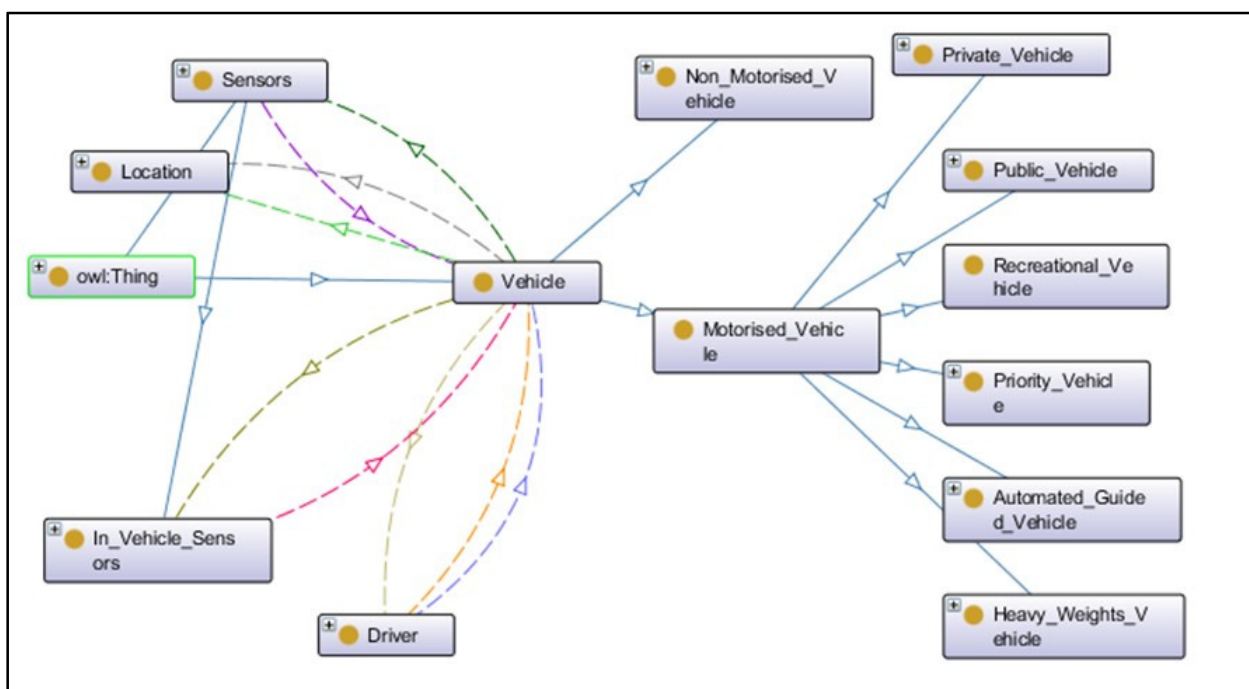 Sensors
Location
owl:Thing
Vehicle
In_Vehicle_Sens
ors
Driver
Non_Motorised_V
ehicle
Motorised_Vehic
le
Private_Vehicle
Public_Vehicle
Recreational_Ve
hicle
Priority_Vehicl
e
Automated_Guide
d_Vehicle
Heavy_Weights_V
ehicle